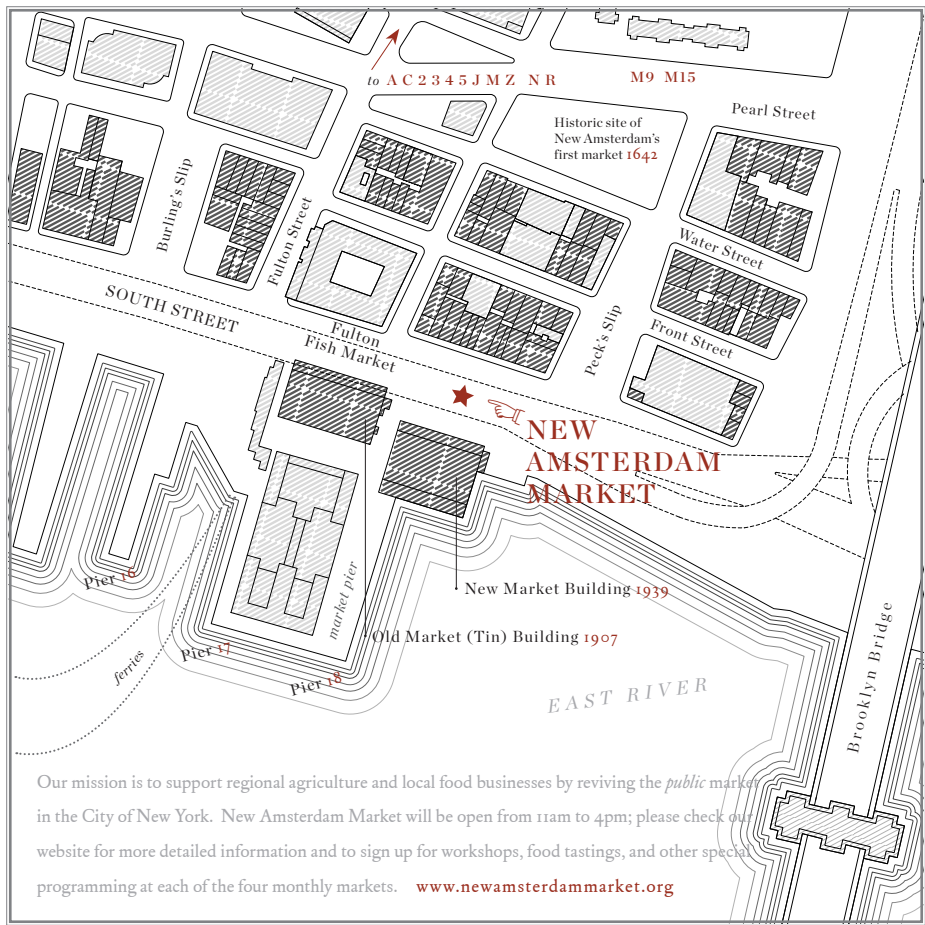 to A C 2 3 4 5 J M Z N R
M9 M15
Pearl Street
Historic site of
New Amsterdam's
first market 1642
Burling's Slip
Fulton Street
Water Street
SOUTH STREET
Fulton
Fish Market
Peck's Slip
Front Street
NEW
AMSTERDAM
MARKET
Pier 16
New Market Building 1939
market pier
Old Market (Tin) Building 1907
Pier 17
ferries
Pier 18
EAST RIVER
Brooklyn Bridge
Our mission is to support regional agriculture and local food businesses by reviving the public market
in the City of New York. New Amsterdam Market will be open from 11am to 4pm; please check our
website for more detailed information and to sign up for workshops, food tastings, and other special
programming at each of the four monthly markets. www.newamsterdammarket.org